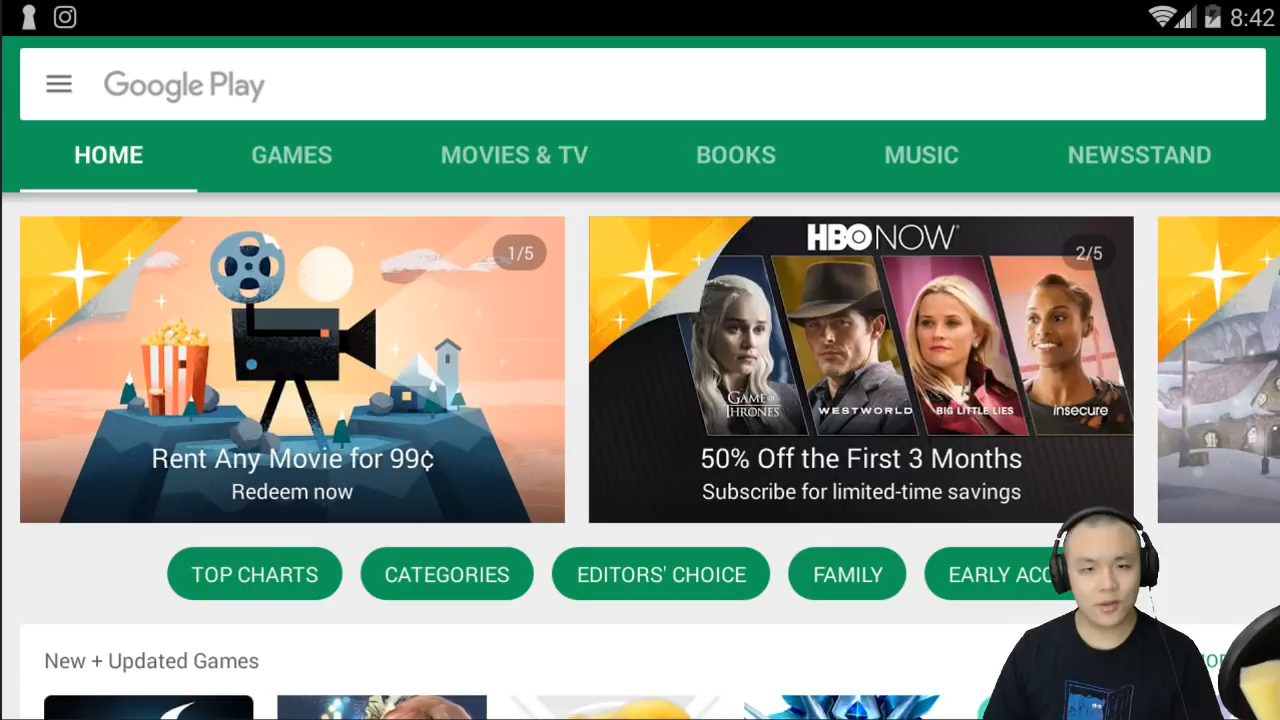 8:42
Google Play
HOME
GAMES
MOVIES & TV
BOOKS
MUSIC
NEWSSTAND
1/5
Rent Any Movie for 99¢
Redeem now
HBO NOW
2/5
GAME OF THRONES
WESTWORLD
BIG LITTLE LIES
insecure
50% Off the First 3 Months
Subscribe for limited-time savings
TOP CHARTS
CATEGORIES
EDITORS' CHOICE
FAMILY
EARLY
New + Updated Games